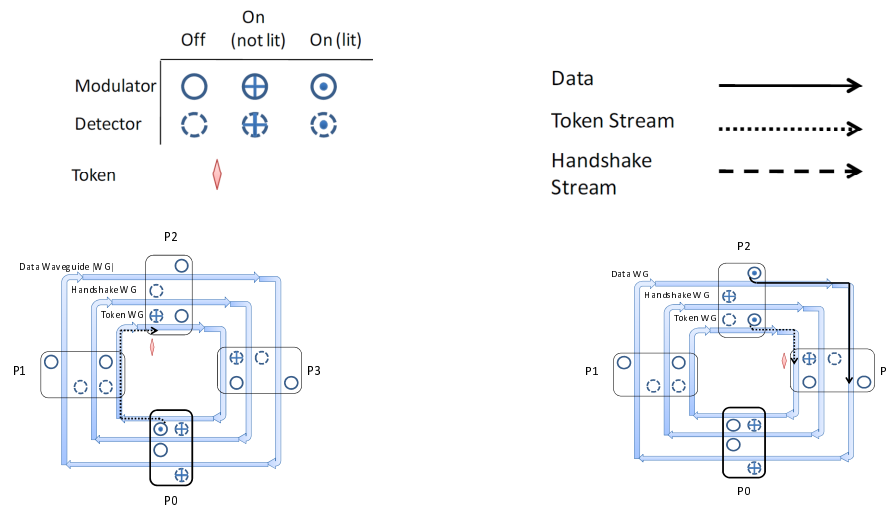 On
Off
(not lit)
On (lit)
Modulator
Detector
Token
Data
Token Stream
Handshake
Stream
P2
Data Waveguide |WG|
Handshake WG
Token WG
P1
P3
P0
P2
Data WG
Handshake WG
Token WG
P1
P
P0